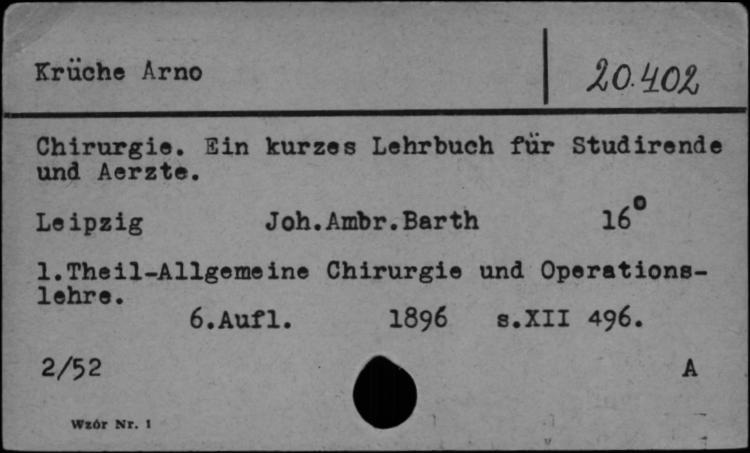 Krüche Arno
20.402
Chirurgie. Ein kurzes Lehrbuch für Studirende
und Aerzte.
Leipzig Joh.Ambr.Barth 16°
1.Theil-Allgemeine Chirurgie und Operations-
lehre.
6.Aufl. 1896 s.XII 496.
2/52 A
Wzór Nr. 1